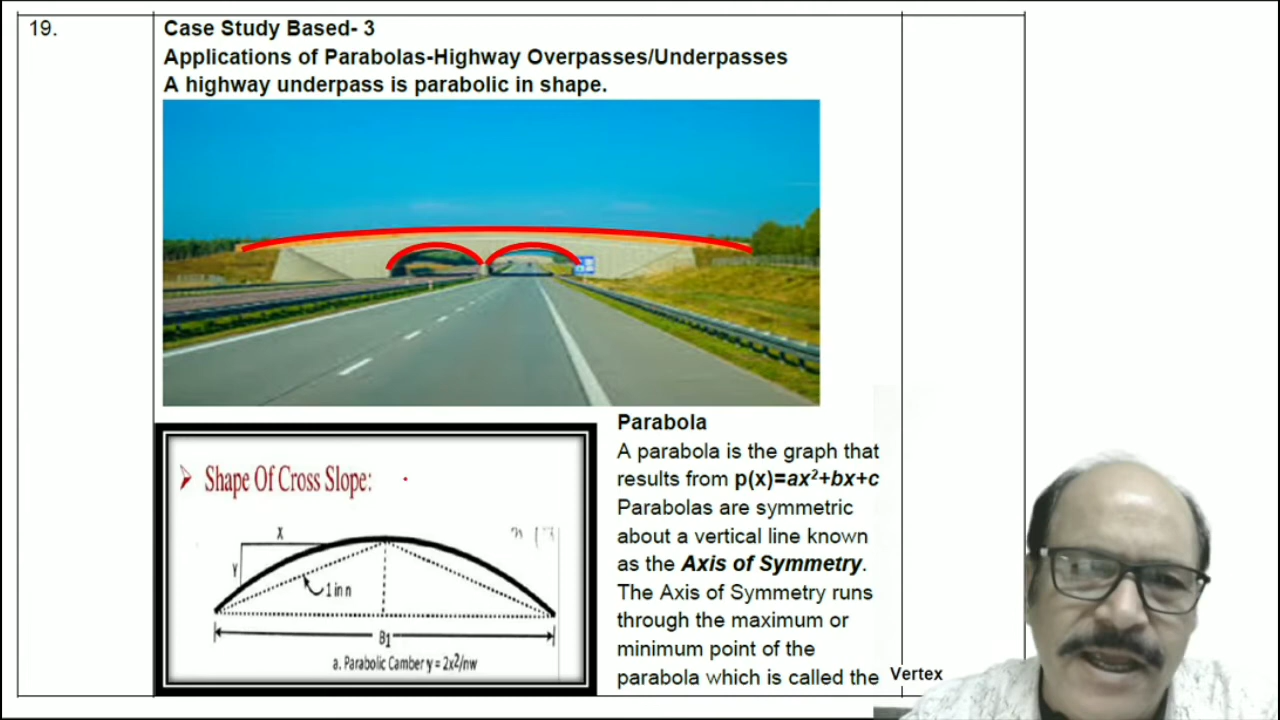 19.
Case Study Based- 3
Applications of Parabolas-Highway Overpasses/Underpasses
A highway underpass is parabolic in shape.
Parabola
A parabola is the graph that
results from p(x)=ax²+bx+c
Parabolas are symmetric
about a vertical line known
as the Axis of Symmetry.
The Axis of Symmetry runs
through the maximum or
minimum point of the
parabola which is called the
Vertex
Shape Of Cross Slope:
X
Y
1 in n
B1
a. Parabolic Camber y = 2x²/nw